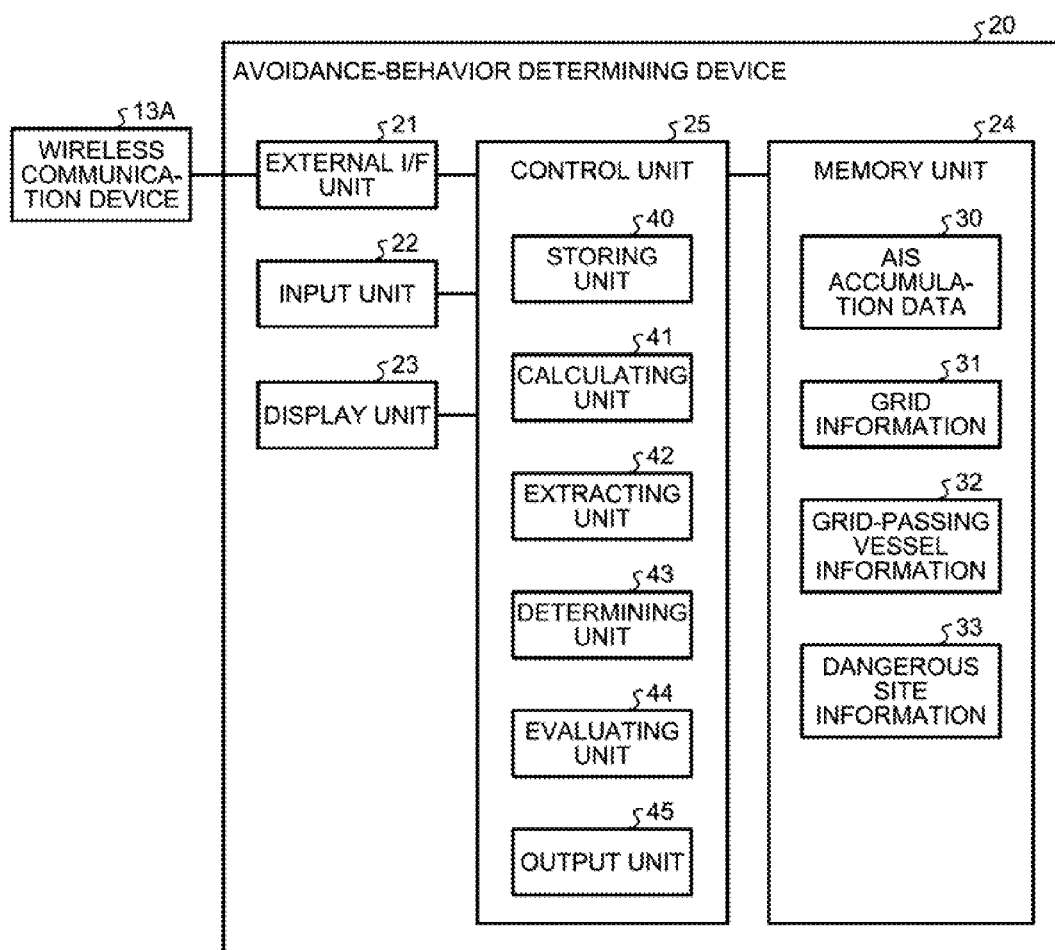 20
AVOIDANCE-BEHAVIOR DETERMINING DEVICE
13A
WIRELESS
COMMUNICA-
TION DEVICE
21
EXTERNAL I/F
UNIT
22
INPUT UNIT
23
DISPLAY UNIT
25
CONTROL UNIT
40
STORING
UNIT
41
CALCULATING
UNIT
42
EXTRACTING
UNIT
43
DETERMINING
UNIT
44
EVALUATING
UNIT
45
OUTPUT UNIT
24
MEMORY UNIT
30
AIS
ACCUMULA-
TION DATA
31
GRID
INFORMATION
32
GRID-PASSING
VESSEL
INFORMATION
33
DANGEROUS
SITE
INFORMATION